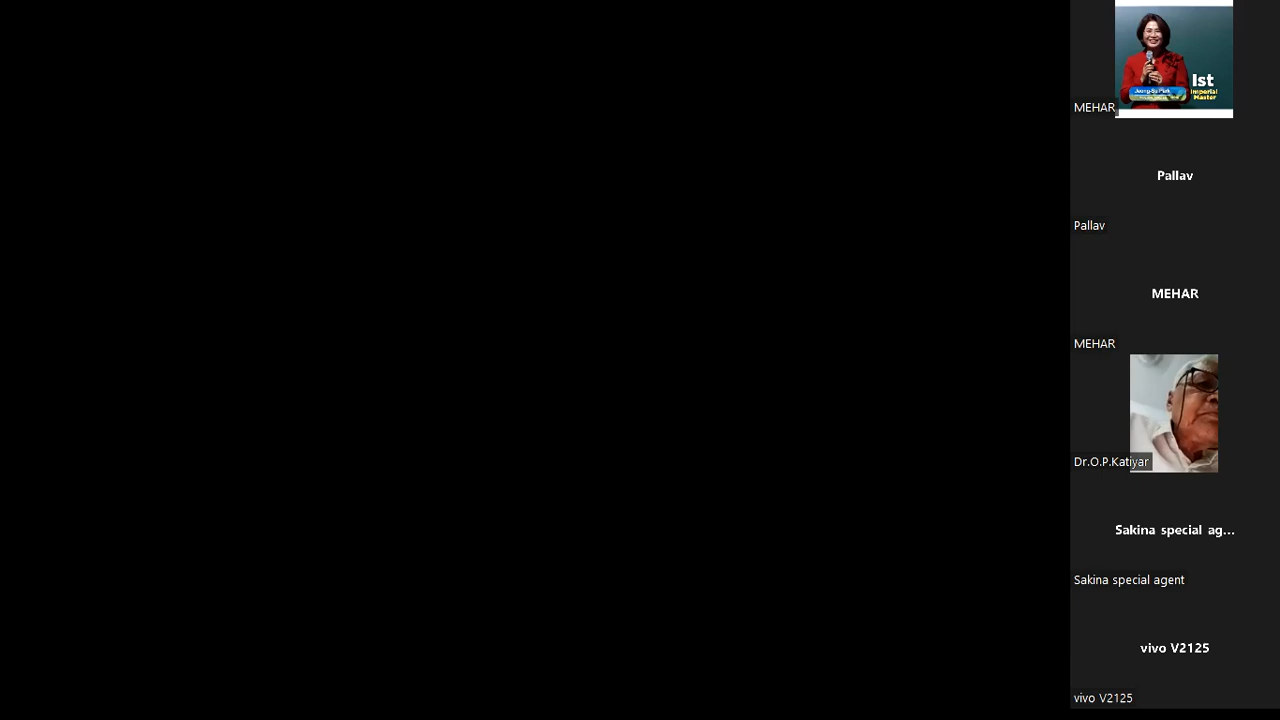 Ist
Imperial
Master
MEHAR
Pallav
Pallav
MEHAR
MEHAR
Dr.O.P.Katiyar
Sakina special ag...
Sakina special agent
vivo V2125
vivo V2125